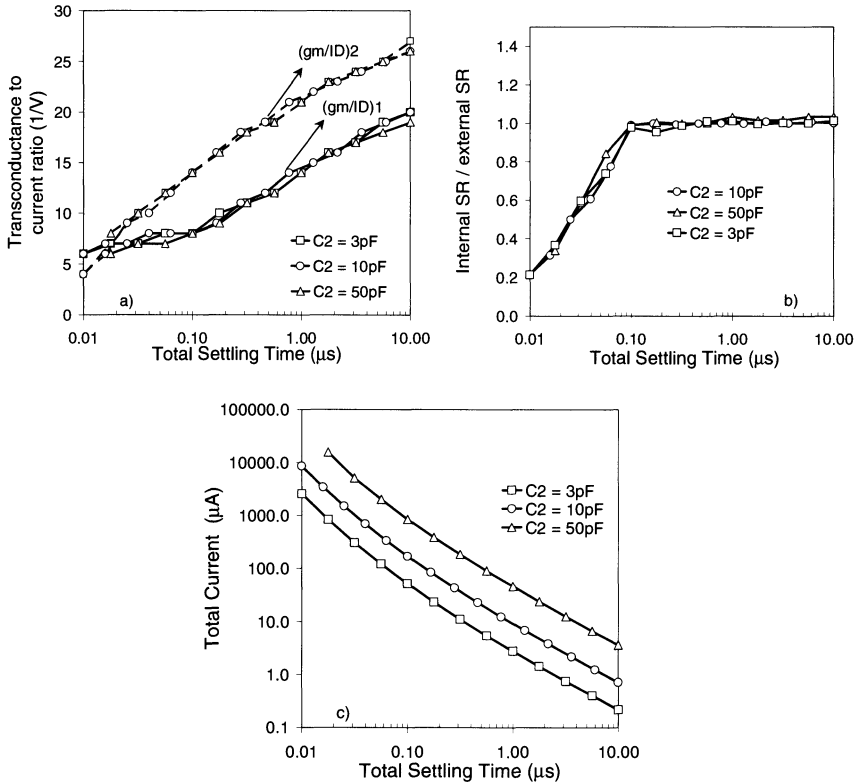 Transconductance to
current ratio (1/V)
30
25
20
15
10
5
0
(gm/ID)2
(gm/ID)1
C2 = 3pF
C2 = 10pF
C2 = 50pF
a)
0.01
0.10
1.00
10.00
Total Settling Time (μs)
Internal SR / external SR
1.4
1.2
1.0
0.8
0.6
0.4
0.2
0.0
C2 = 10pF
C2 = 50pF
C2 = 3pF
b)
0.01
0.10
1.00
10.00
Total Settling Time (μs)
Total Current (μA)
100000.0
10000.0
1000.0
100.0
10.0
1.0
0.1
C2 = 3pF
C2 = 10pF
C2 = 50pF
c)
0.01
0.10
1.00
10.00
Total Settling Time (μs)